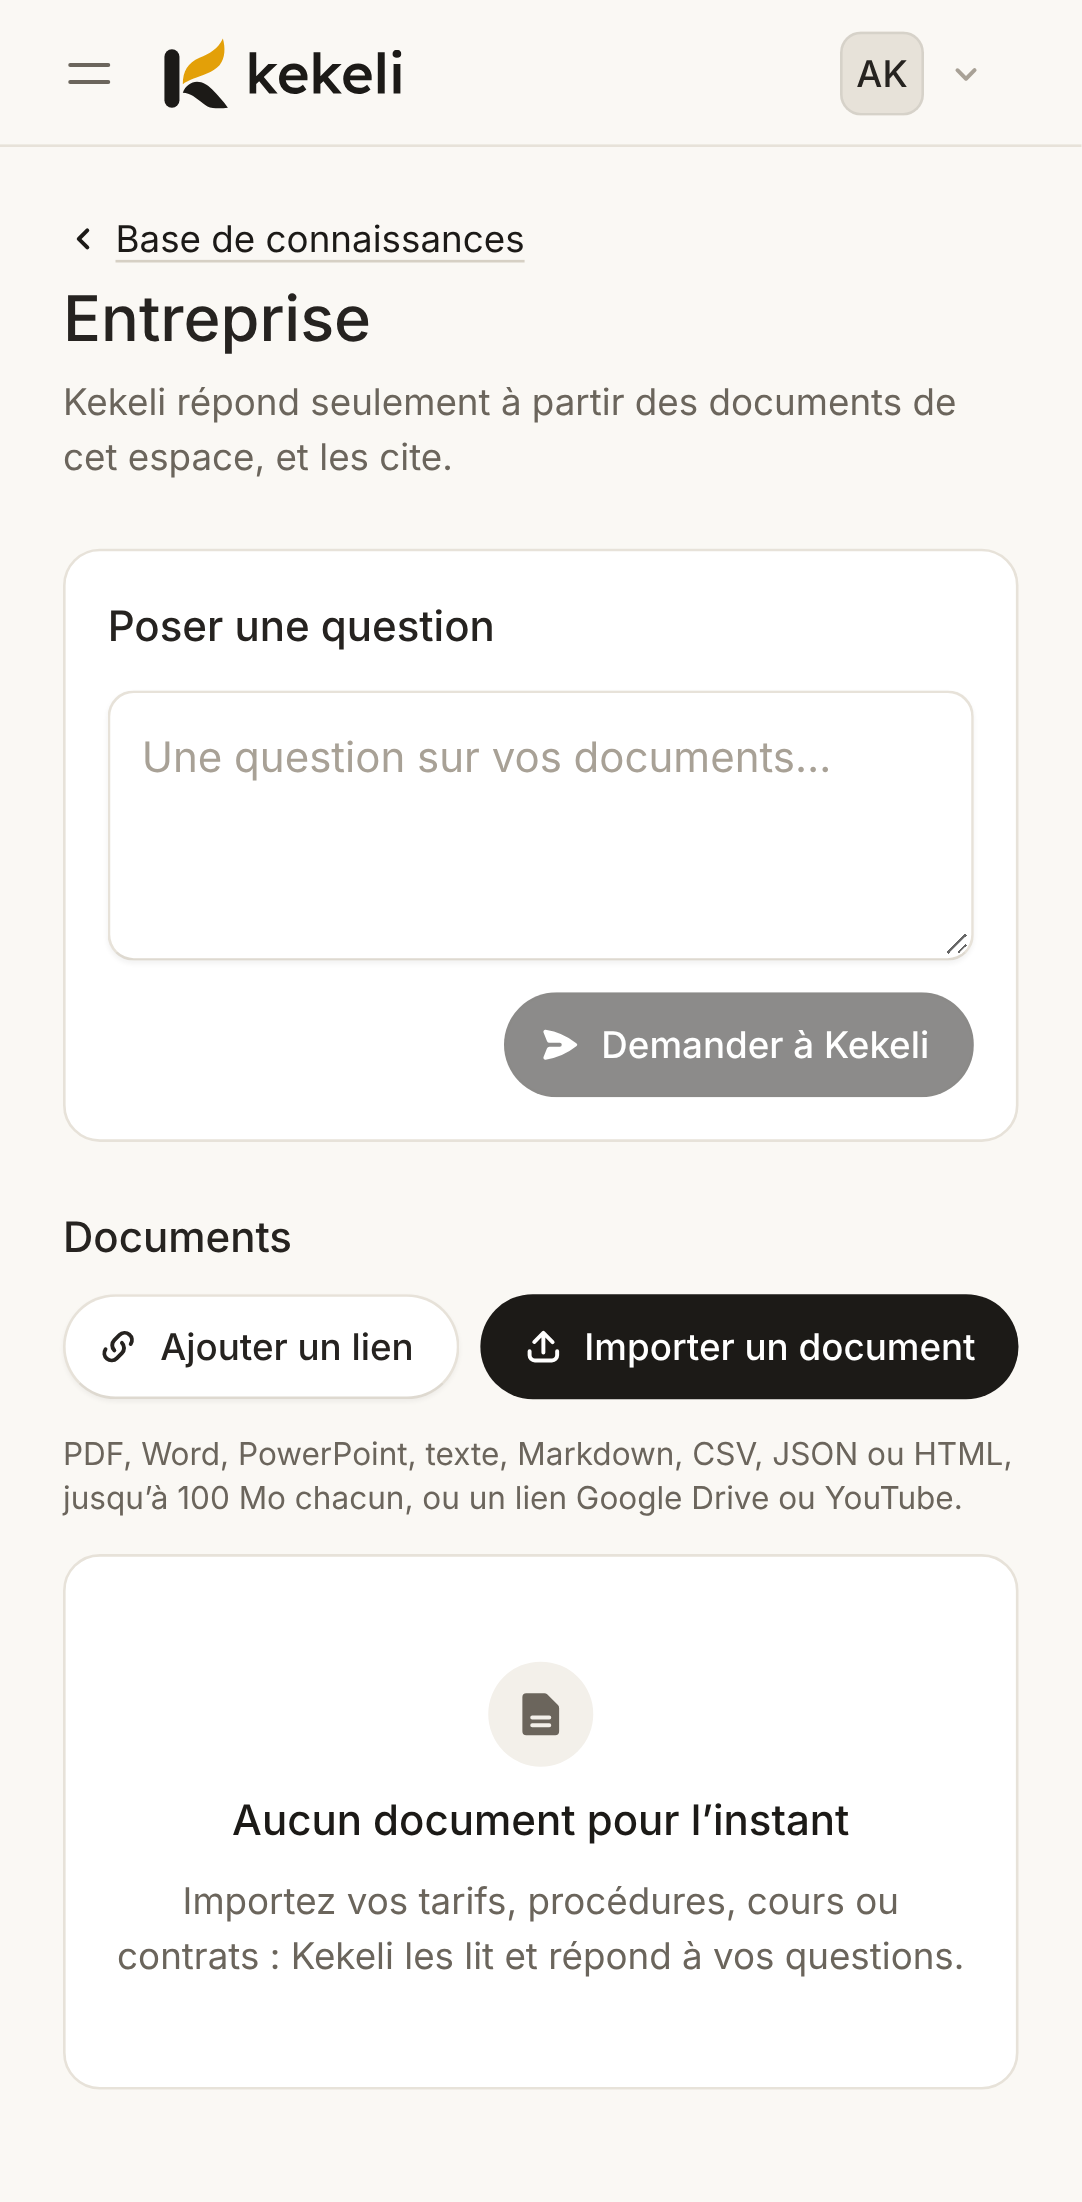 kekeli
AK
Base de connaissances
Entreprise
Kekeli répond seulement à partir des documents de
cet espace, et les cite.
Poser une question
Une question sur vos documents...
Demander à Kekeli
Documents
Ajouter un lien
Importer un document
PDF, Word, PowerPoint, texte, Markdown, CSV, JSON ou HTML,
jusqu’à 100 Mo chacun, ou un lien Google Drive ou YouTube.
Aucun document pour l’instant
Importez vos tarifs, procédures, cours ou
contrats : Kekeli les lit et répond à vos questions.